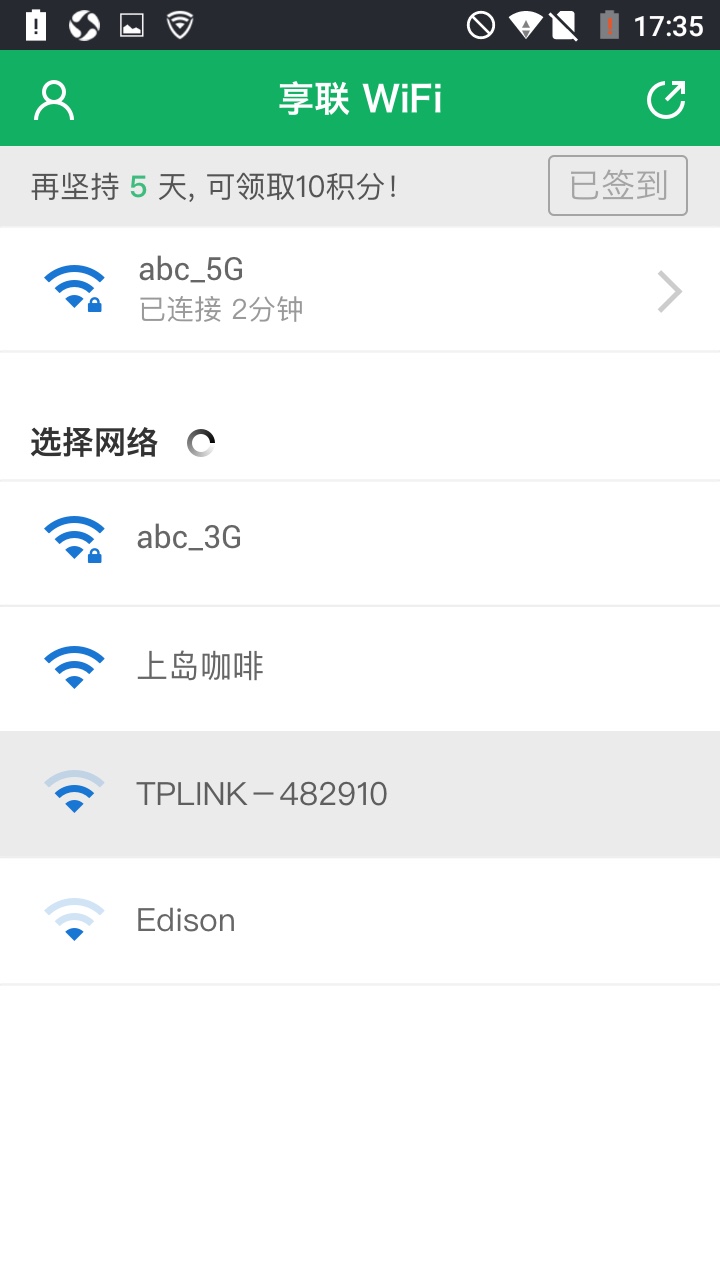 17:35
享联 WiFi
再坚持 5 天, 可领取10积分!
已签到
abc_5G
已连接 2分钟
选择网络
abc_3G
上岛咖啡
TPLINK－482910
Edison